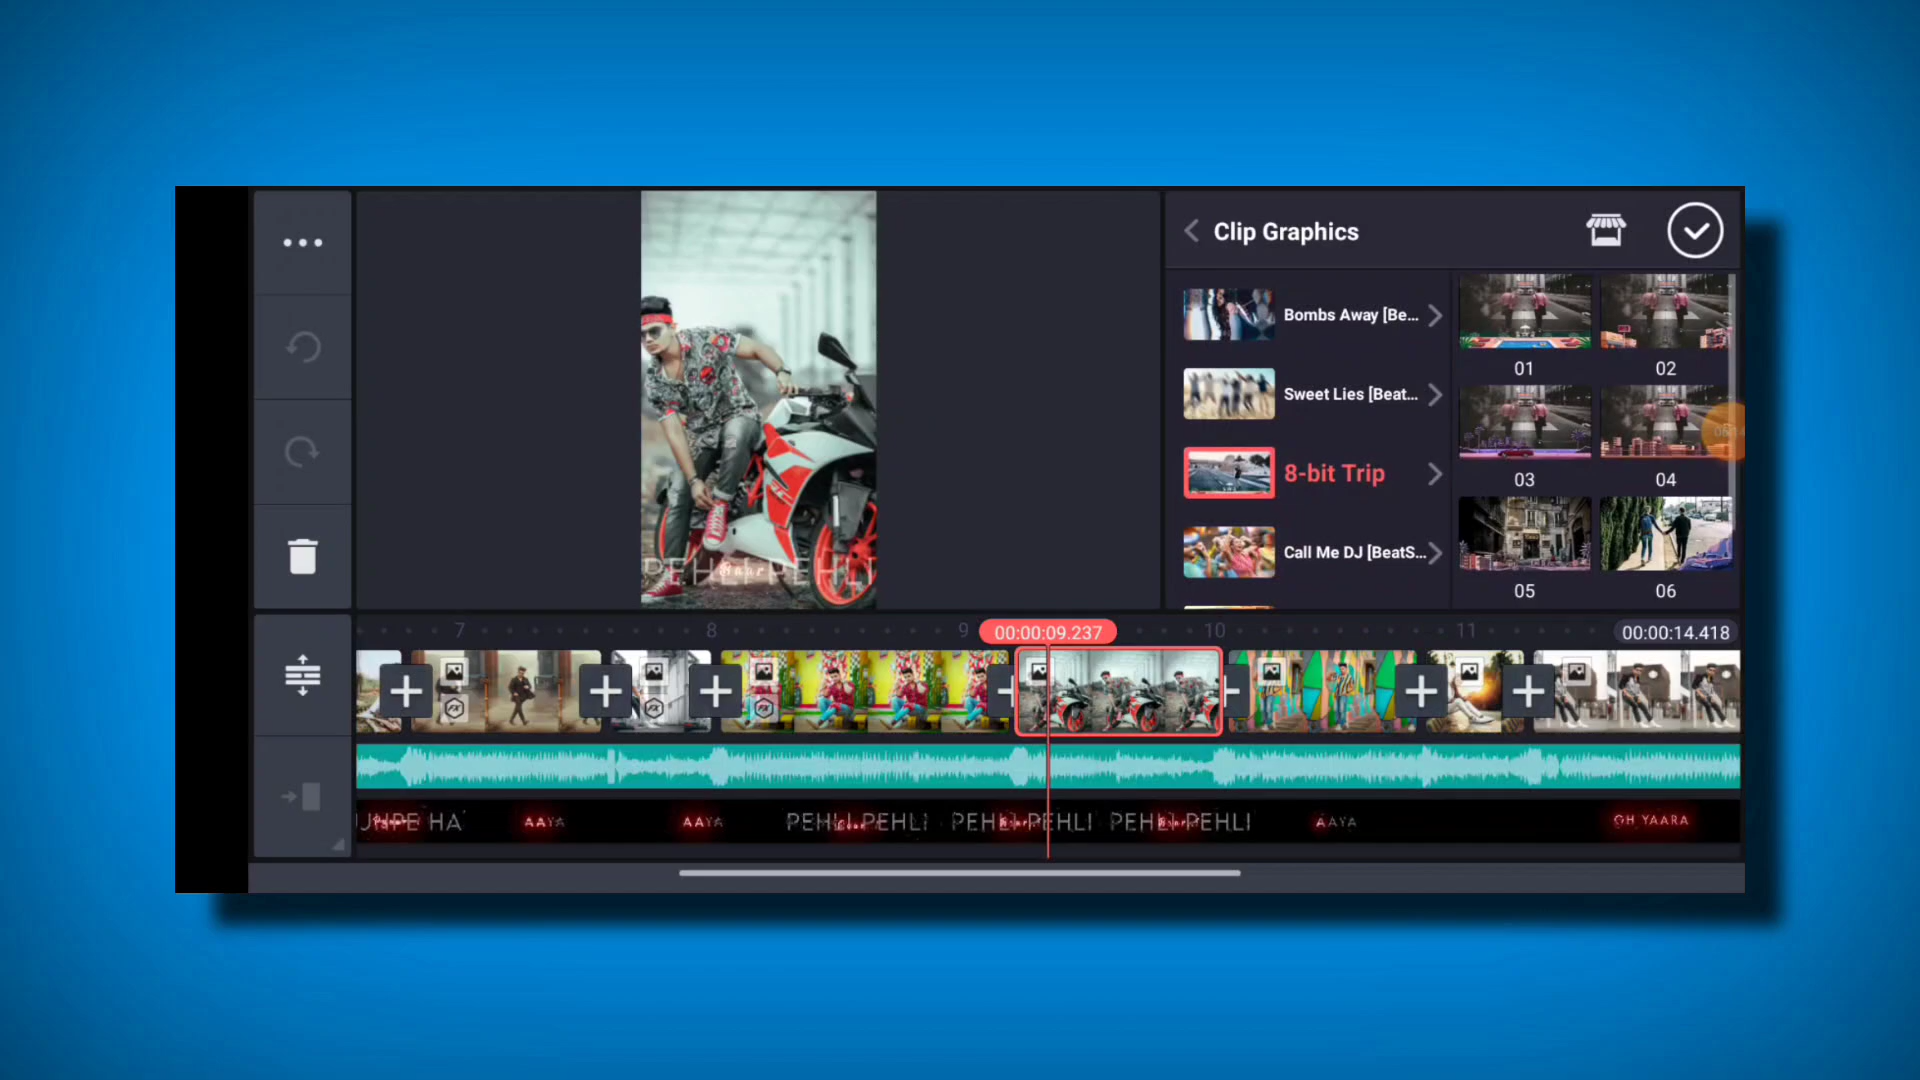 Clip Graphics
Bombs Away [Be...
Sweet Lies [Beat...
8-bit Trip
Call Me DJ [BeatS...
01
02
03
04
05
06
PEHLI PEHLI
7
8
9
00:00:09.237
10
11
00:00:14.418
AAYA
AAYA
PEHLI PEHLI
PEHLI PEHLI
PEHLI PEHLI
AAYA
OH YAARA